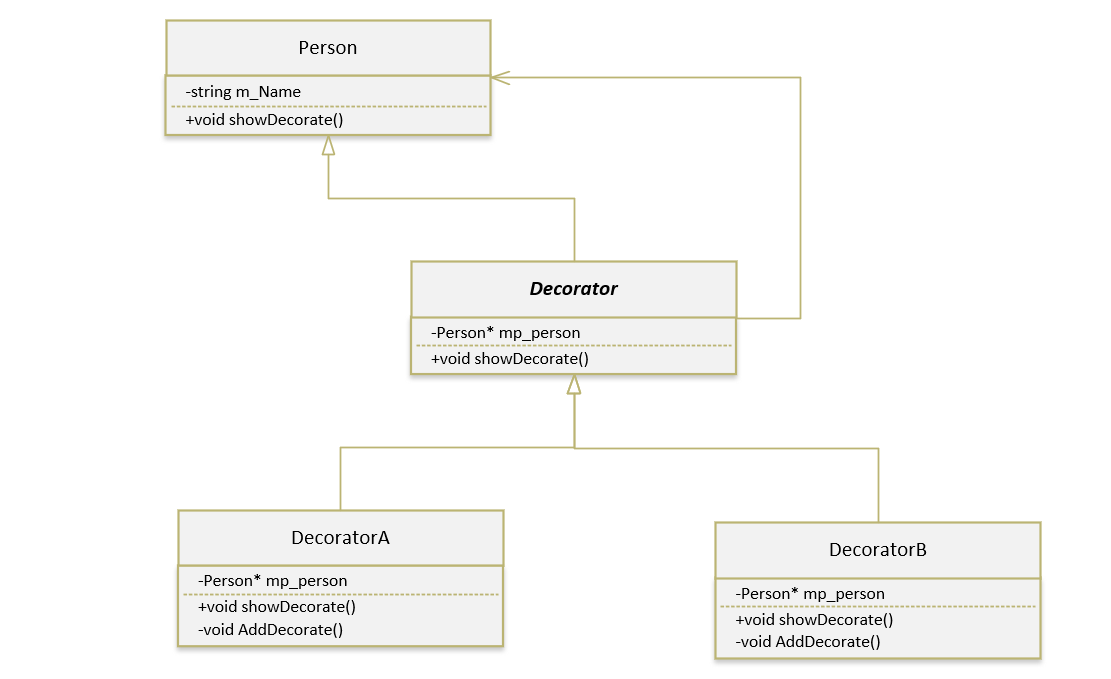 Person
-string m_Name
+void showDecorate()
Decorator
-Person* mp_person
+void showDecorate()
DecoratorA
-Person* mp_person
+void showDecorate()
-void AddDecorate()
DecoratorB
-Person* mp_person
+void showDecorate()
-void AddDecorate()